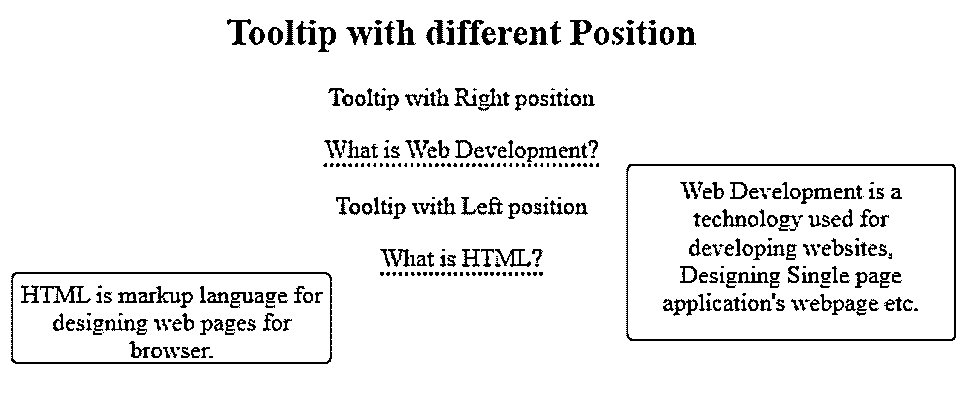 Tooltip with different Position
Tooltip with Right position
What is Web Development?
Web Development is a
technology used for
developing websites,
Designing Single page
application's webpage etc.
Tooltip with Left position
What is HTML?
HTML is markup language for
designing web pages for
browser.